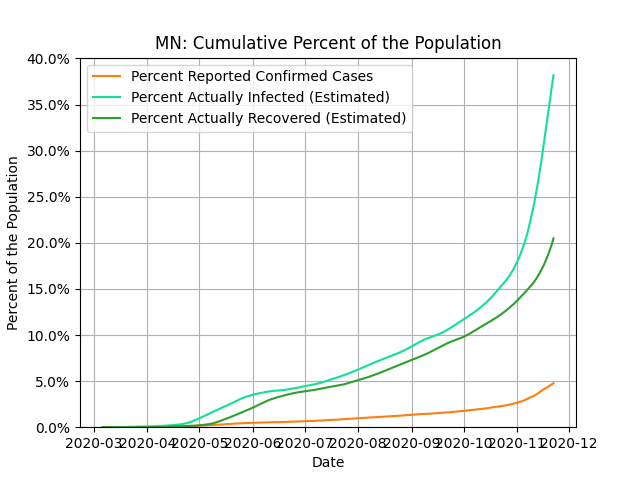 MN: Cumulative Percent of the Population
Percent Reported Confirmed Cases
Percent Actually Infected (Estimated)
Percent Actually Recovered (Estimated)
40.0%
35.0%
30.0%
25.0%
20.0%
15.0%
10.0%
5.0%
0.0%
Percent of the Population
2020-03 2020-04 2020-05 2020-06 2020-07 2020-08 2020-09 2020-10 2020-11 2020-12
Date